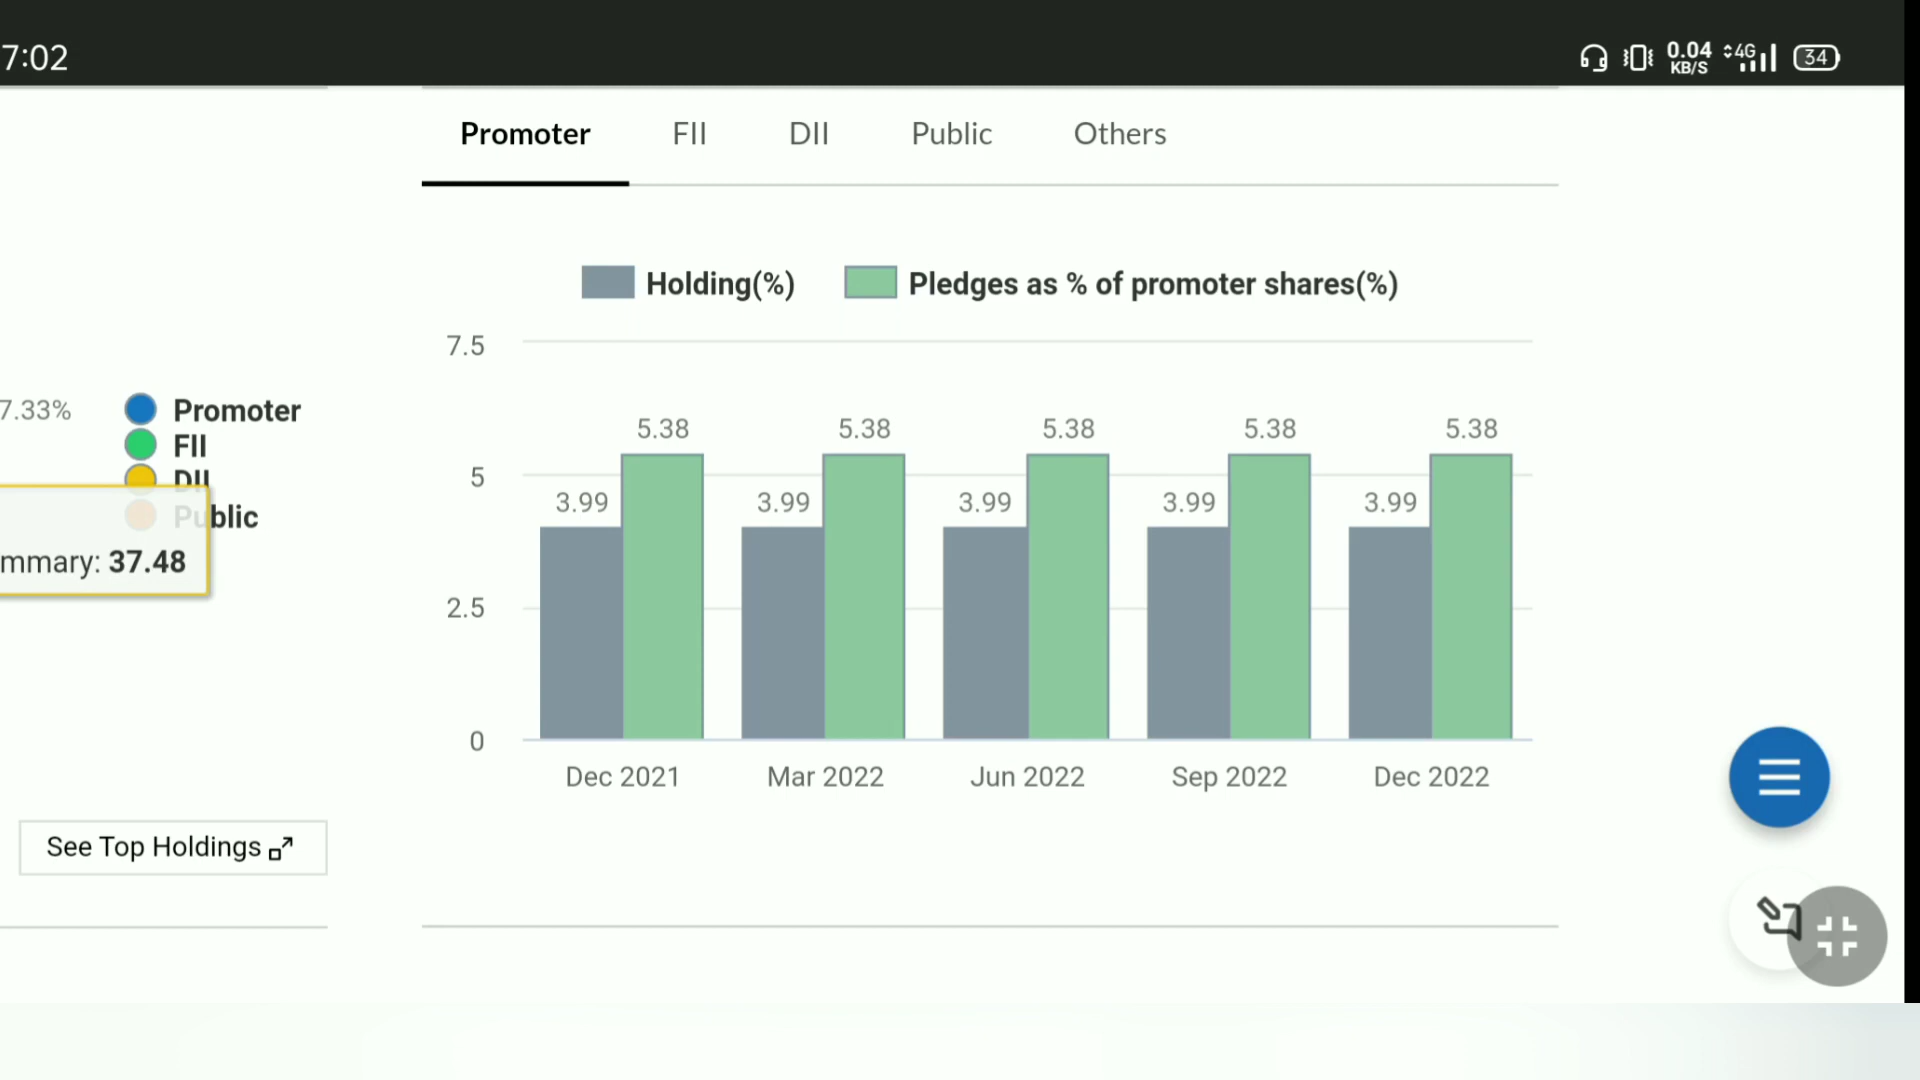 7:02
0.04
KB/S
4G
34
Promoter FII DII Public Others
Holding(%) Pledges as % of promoter shares(%)
7.5
5
2.5
0
5.38 5.38 5.38 5.38 5.38
3.99 3.99 3.99 3.99 3.99
Dec 2021 Mar 2022 Jun 2022 Sep 2022 Dec 2022
7.33%
Promoter
FII
DII
Public
mmary: 37.48
See Top Holdings